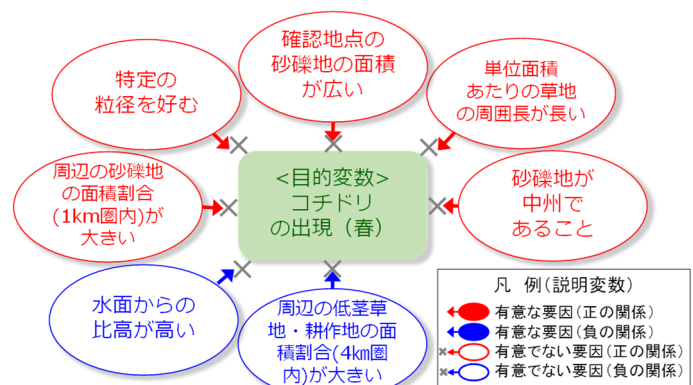 確認地点の
砂礫地の面積
が広い
特定の
粒径を好む
単位面積
あたりの草地
の周囲長が長い
周辺の砂礫地
の面積割合
(1km圏内)が
大きい
<目的変数>
コチドリ
の出現（春）
砂礫地が
中州で
あること
水面からの
比高が高い
周辺の低茎草
地・耕作地の面
積割合(4km圏
内)が大きい
凡 例(説明変数)
有意な要因(正の関係)
有意な要因(負の関係)
有意でない要因(正の関係)
有意でない要因(負の関係)